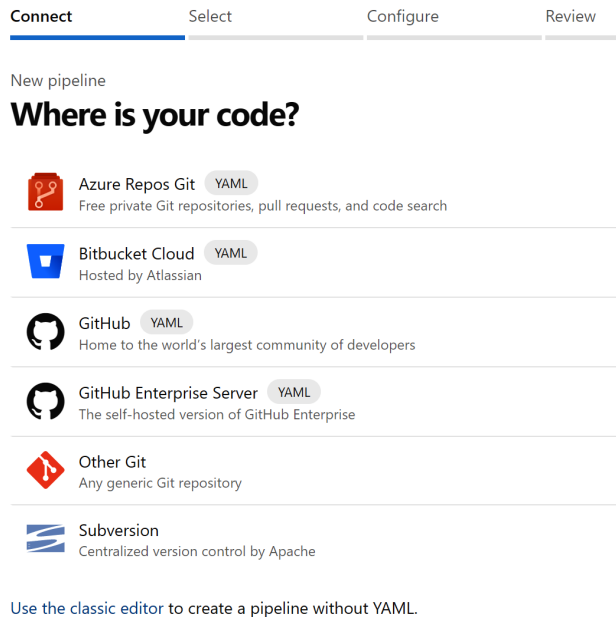 Connect Select Configure Review
New pipeline
Where is your code?
Azure Repos Git YAML
Free private Git repositories, pull requests, and code search
Bitbucket Cloud YAML
Hosted by Atlassian
GitHub YAML
Home to the world's largest community of developers
GitHub Enterprise Server YAML
The self-hosted version of GitHub Enterprise
Other Git
Any generic Git repository
Subversion
Centralized version control by Apache
Use the classic editor to create a pipeline without YAML.